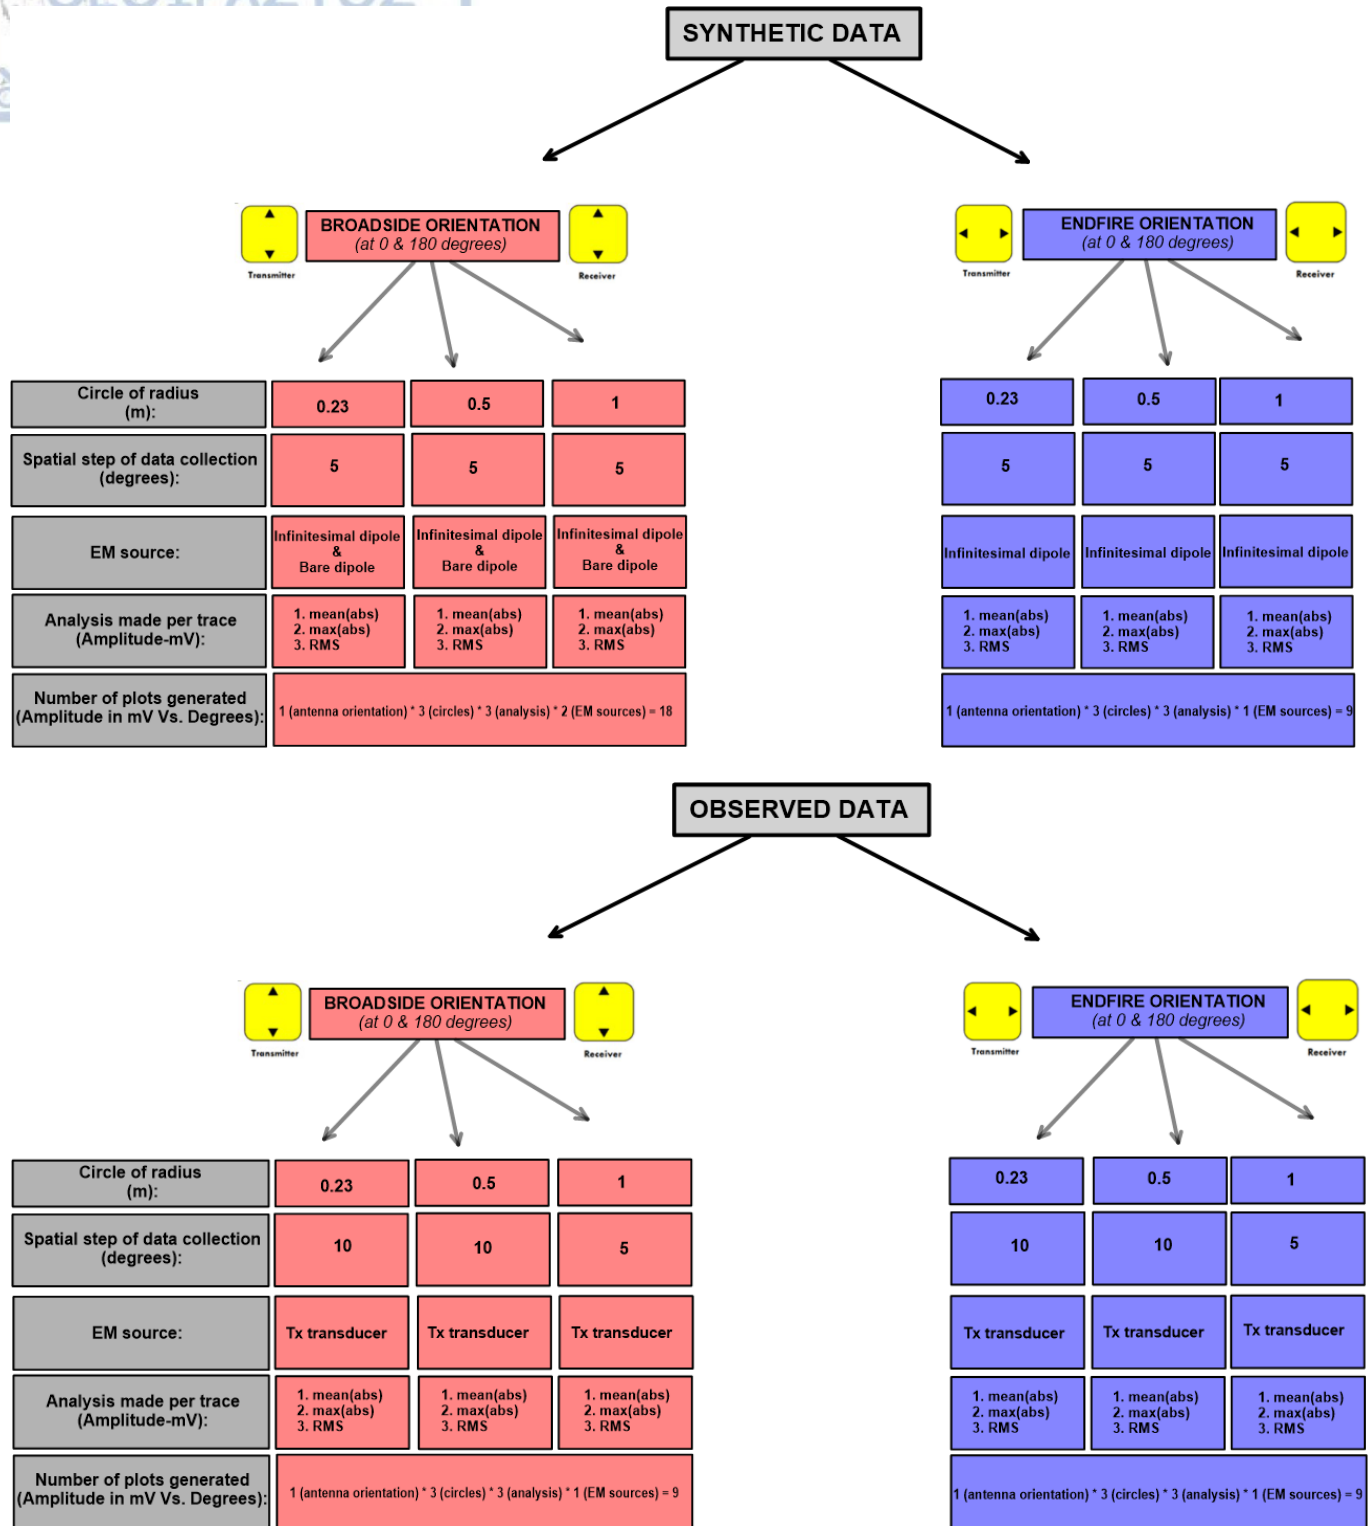 SYNTHETIC DATA
BROADSIDE ORIENTATION
(at 0 & 180 degrees)
Transmitter
Receiver
ENDFIRE ORIENTATION
(at 0 & 180 degrees)
Transmitter
Receiver
Circle of radius
(m):
0.23
0.5
1
0.23
0.5
1
Spatial step of data collection
(degrees):
5
5
5
5
5
5
EM source:
Infinitesimal dipole
&
Bare dipole
Infinitesimal dipole
&
Bare dipole
Infinitesimal dipole
&
Bare dipole
Infinitesimal dipole
Infinitesimal dipole
Infinitesimal dipole
Analysis made per trace
(Amplitude-mV):
1. mean(abs)
2. max(abs)
3. RMS
1. mean(abs)
2. max(abs)
3. RMS
1. mean(abs)
2. max(abs)
3. RMS
1. mean(abs)
2. max(abs)
3. RMS
1. mean(abs)
2. max(abs)
3. RMS
1. mean(abs)
2. max(abs)
3. RMS
Number of plots generated
(Amplitude in mV Vs. Degrees):
1 (antenna orientation) * 3 (circles) * 3 (analysis) * 2 (EM sources) = 18
1 (antenna orientation) * 3 (circles) * 3 (analysis) * 1 (EM sources) = 9
OBSERVED DATA
BROADSIDE ORIENTATION
(at 0 & 180 degrees)
Transmitter
Receiver
ENDFIRE ORIENTATION
(at 0 & 180 degrees)
Transmitter
Receiver
Circle of radius
(m):
0.23
0.5
1
0.23
0.5
1
Spatial step of data collection
(degrees):
10
10
5
10
10
5
EM source:
Tx transducer
Tx transducer
Tx transducer
Tx transducer
Tx transducer
Tx transducer
Analysis made per trace
(Amplitude-mV):
1. mean(abs)
2. max(abs)
3. RMS
1. mean(abs)
2. max(abs)
3. RMS
1. mean(abs)
2. max(abs)
3. RMS
1. mean(abs)
2. max(abs)
3. RMS
1. mean(abs)
2. max(abs)
3. RMS
1. mean(abs)
2. max(abs)
3. RMS
Number of plots generated
(Amplitude in mV Vs. Degrees):
1 (antenna orientation) * 3 (circles) * 3 (analysis) * 1 (EM sources) = 9
1 (antenna orientation) * 3 (circles) * 3 (analysis) * 1 (EM sources) = 9